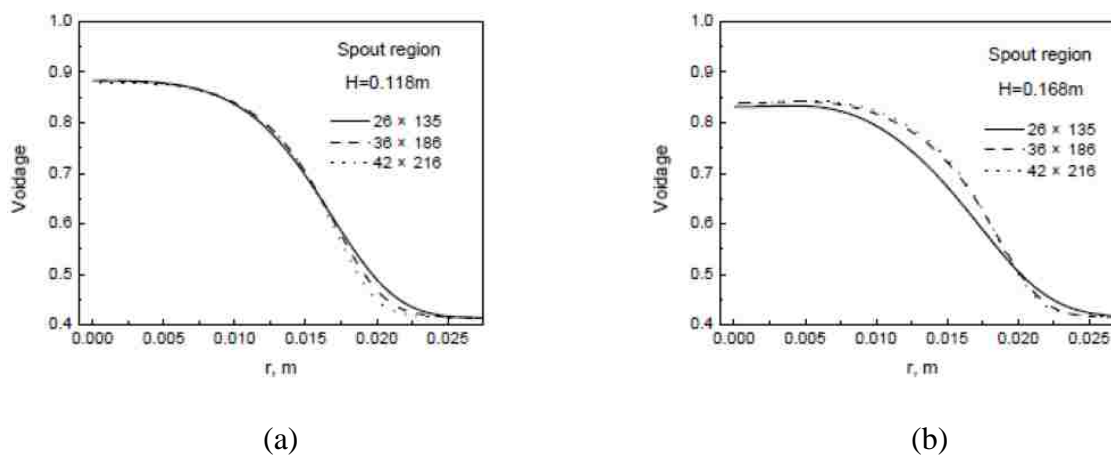 1.0
0.9
0.8
0.7
0.6
0.5
0.4
Voidage
Spout region
H=0.118m
26 × 135
36 × 186
42 × 216
0.000 0.005 0.010 0.015 0.020 0.025
r, m
(a)
1.0
0.9
0.8
0.7
0.6
0.5
0.4
Voidage
Spout region
H=0.168m
26 × 135
36 × 186
42 × 216
0.000 0.005 0.010 0.015 0.020 0.025
r, m
(b)